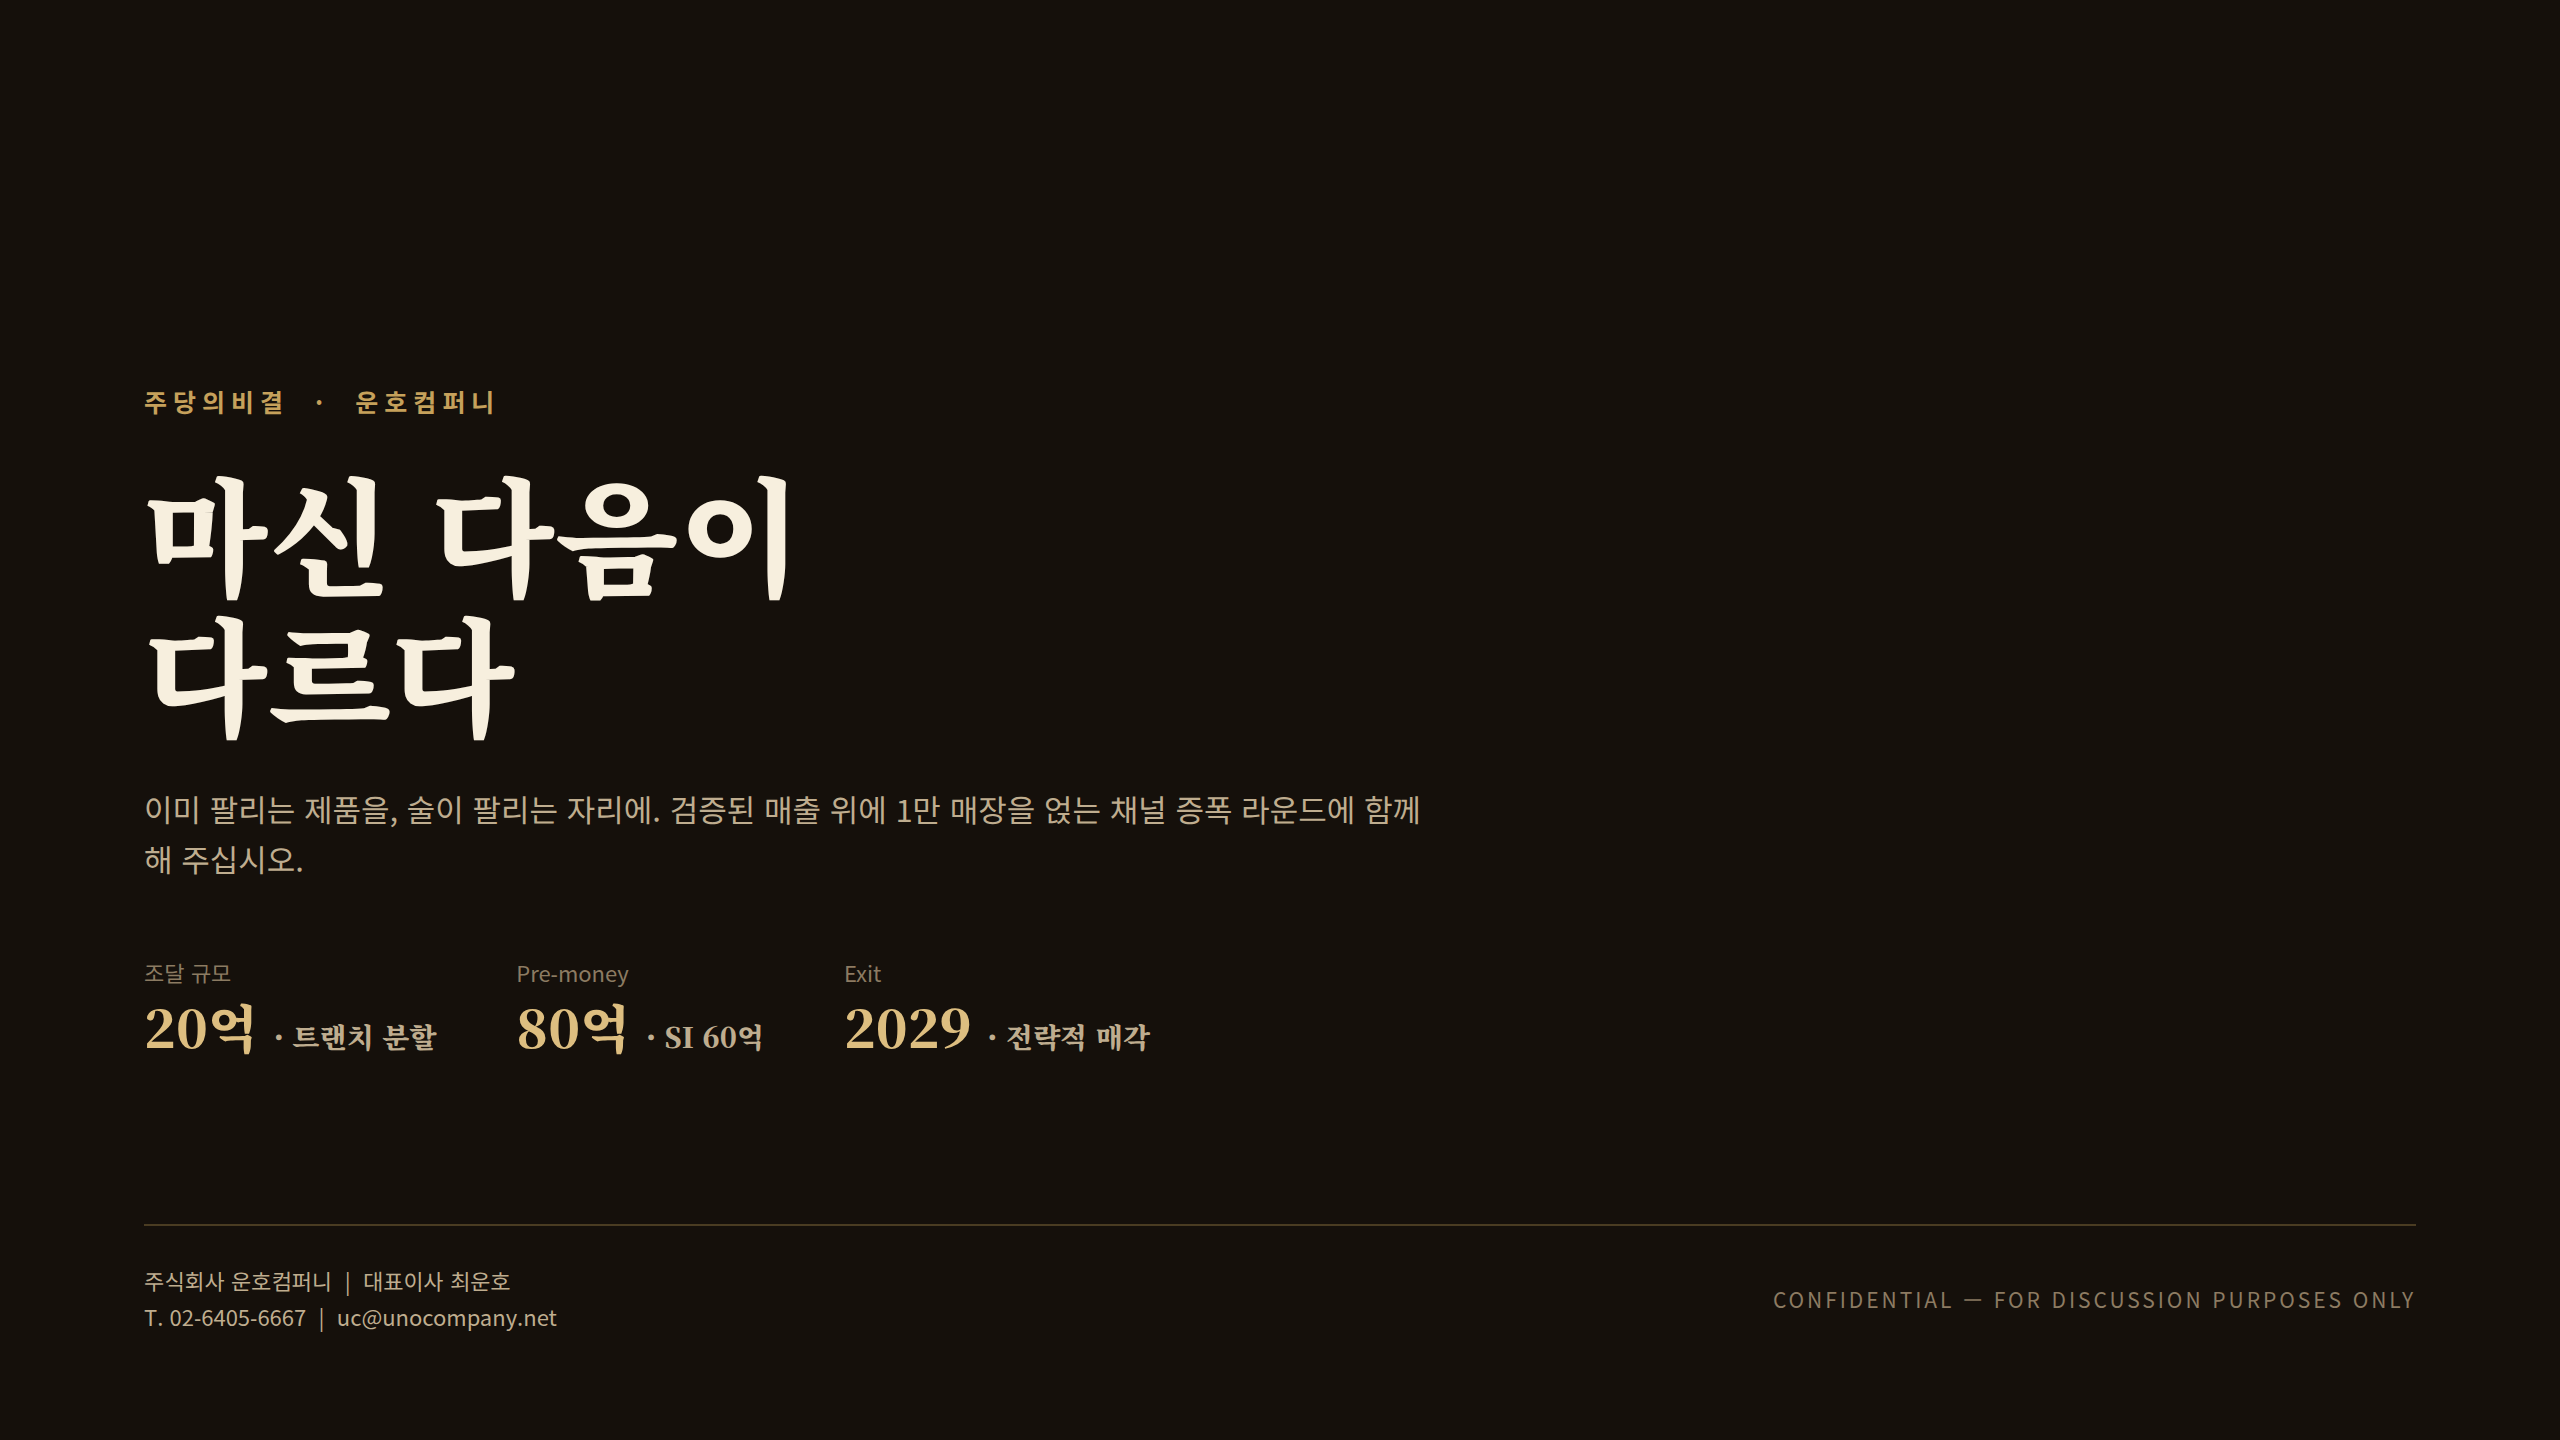 주당의비결 · 운호컴퍼니
마신 다음이
다르다
이미 팔리는 제품을, 술이 팔리는 자리에. 검증된 매출 위에 1만 매장을 얹는 채널 증폭 라운드에 함께
해 주십시오.
조달 규모 Pre-money Exit
20억 · 트랜치 분할 80억 · SI 60억 2029 · 전략적 매각
주식회사 운호컴퍼니 | 대표이사 최운호
T. 02-6405-6667 | uc@unocompany.net
CONFIDENTIAL — FOR DISCUSSION PURPOSES ONLY